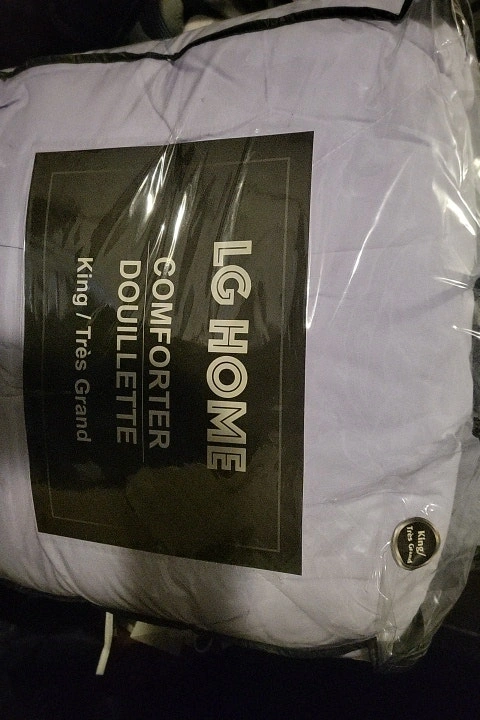 LG HOME
COMFORTER
DOUILLETTE
King / Très Grand
King/
Très Grand